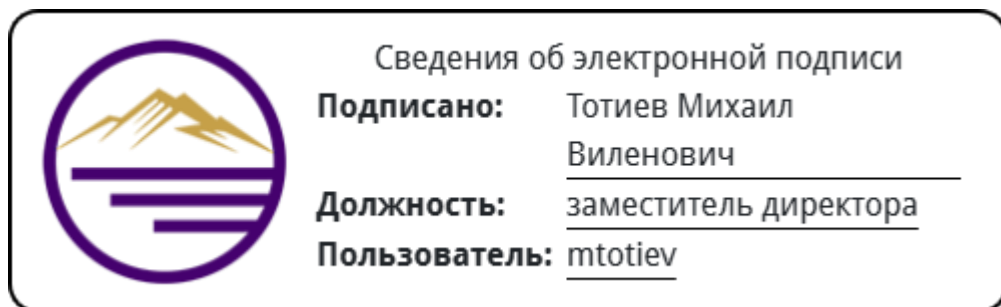 Сведения об электронной подписи
Подписано: Тотиев Михаил
Виленович
Должность: заместитель директора
Пользователь: mtotiev